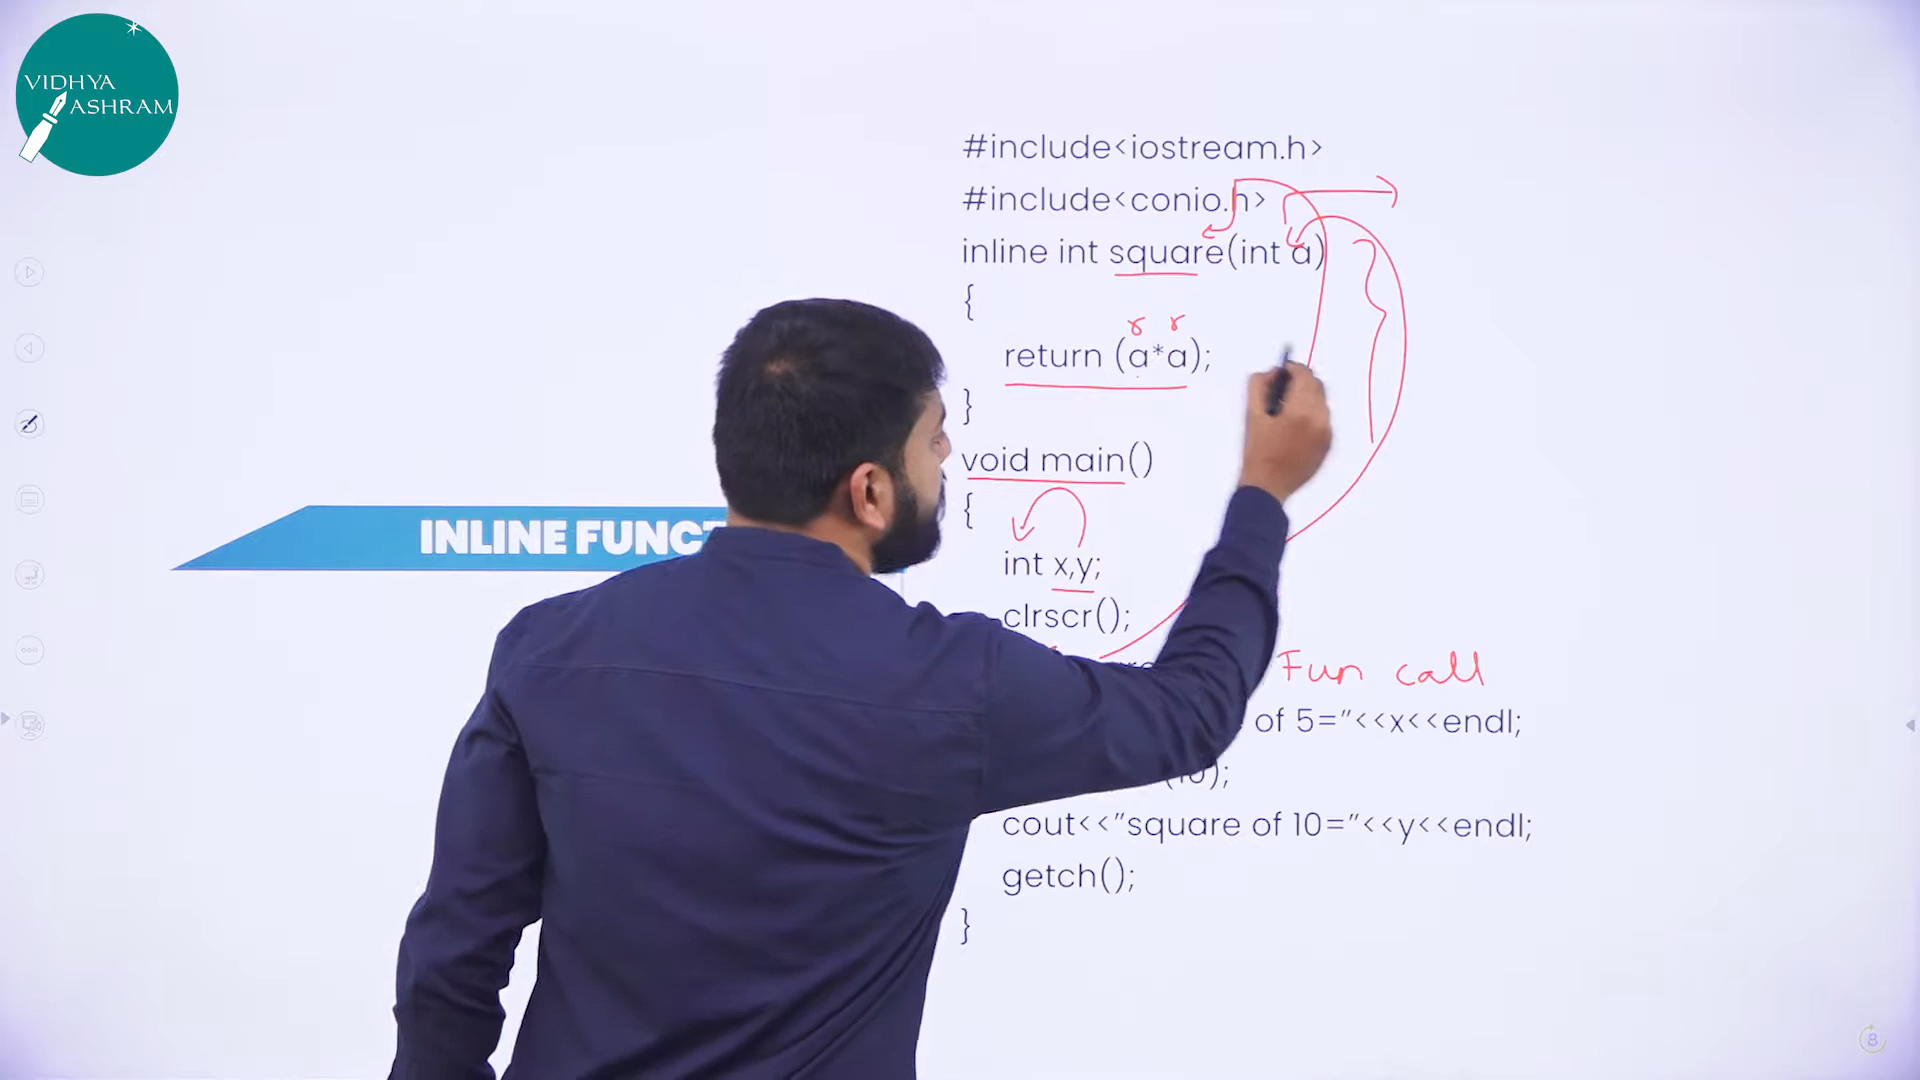 VIDHYA
ASHRAM
#include<iostream.h>
#include<conio.h>
inline int square(int a)
{
return (a*a);
}
void main()
{
INLINE
int x,y;
clrscr();
Fun call
of 5="<<x<<endl;
(10);
cout<<"square of 10="<<y<<endl;
getch();
}
8